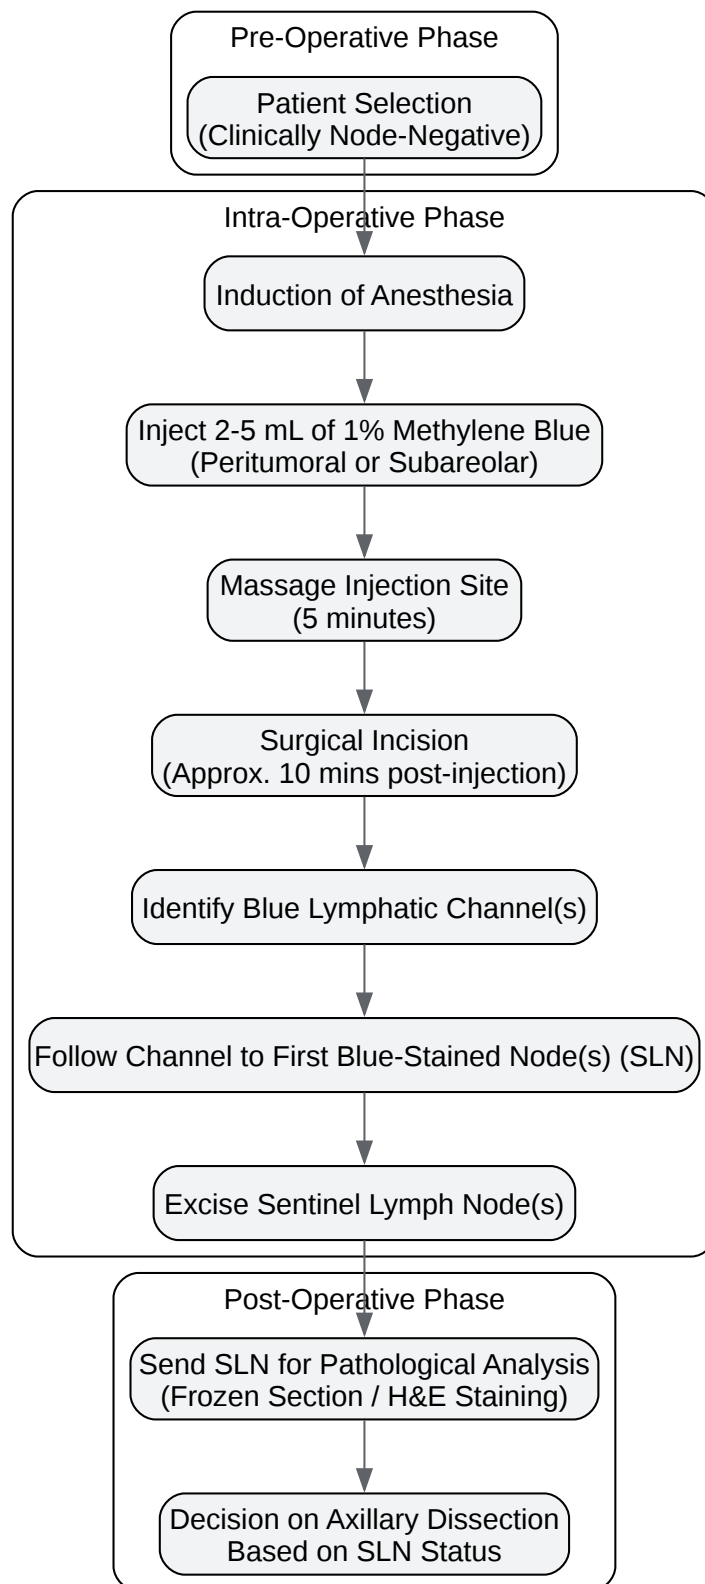 Pre-Operative Phase
Patient Selection
(Clinically Node-Negative)
Intra-Operative Phase
Induction of Anesthesia
Inject 2-5 mL of 1% Methylene Blue
(Peritumoral or Subareolar)
Massage Injection Site
(5 minutes)
Surgical Incision
(Approx. 10 mins post-injection)
Identify Blue Lymphatic Channel(s)
Follow Channel to First Blue-Stained Node(s) (SLN)
Excise Sentinel Lymph Node(s)
Post-Operative Phase
Send SLN for Pathological Analysis
(Frozen Section / H&E Staining)
Decision on Axillary Dissection
Based on SLN Status